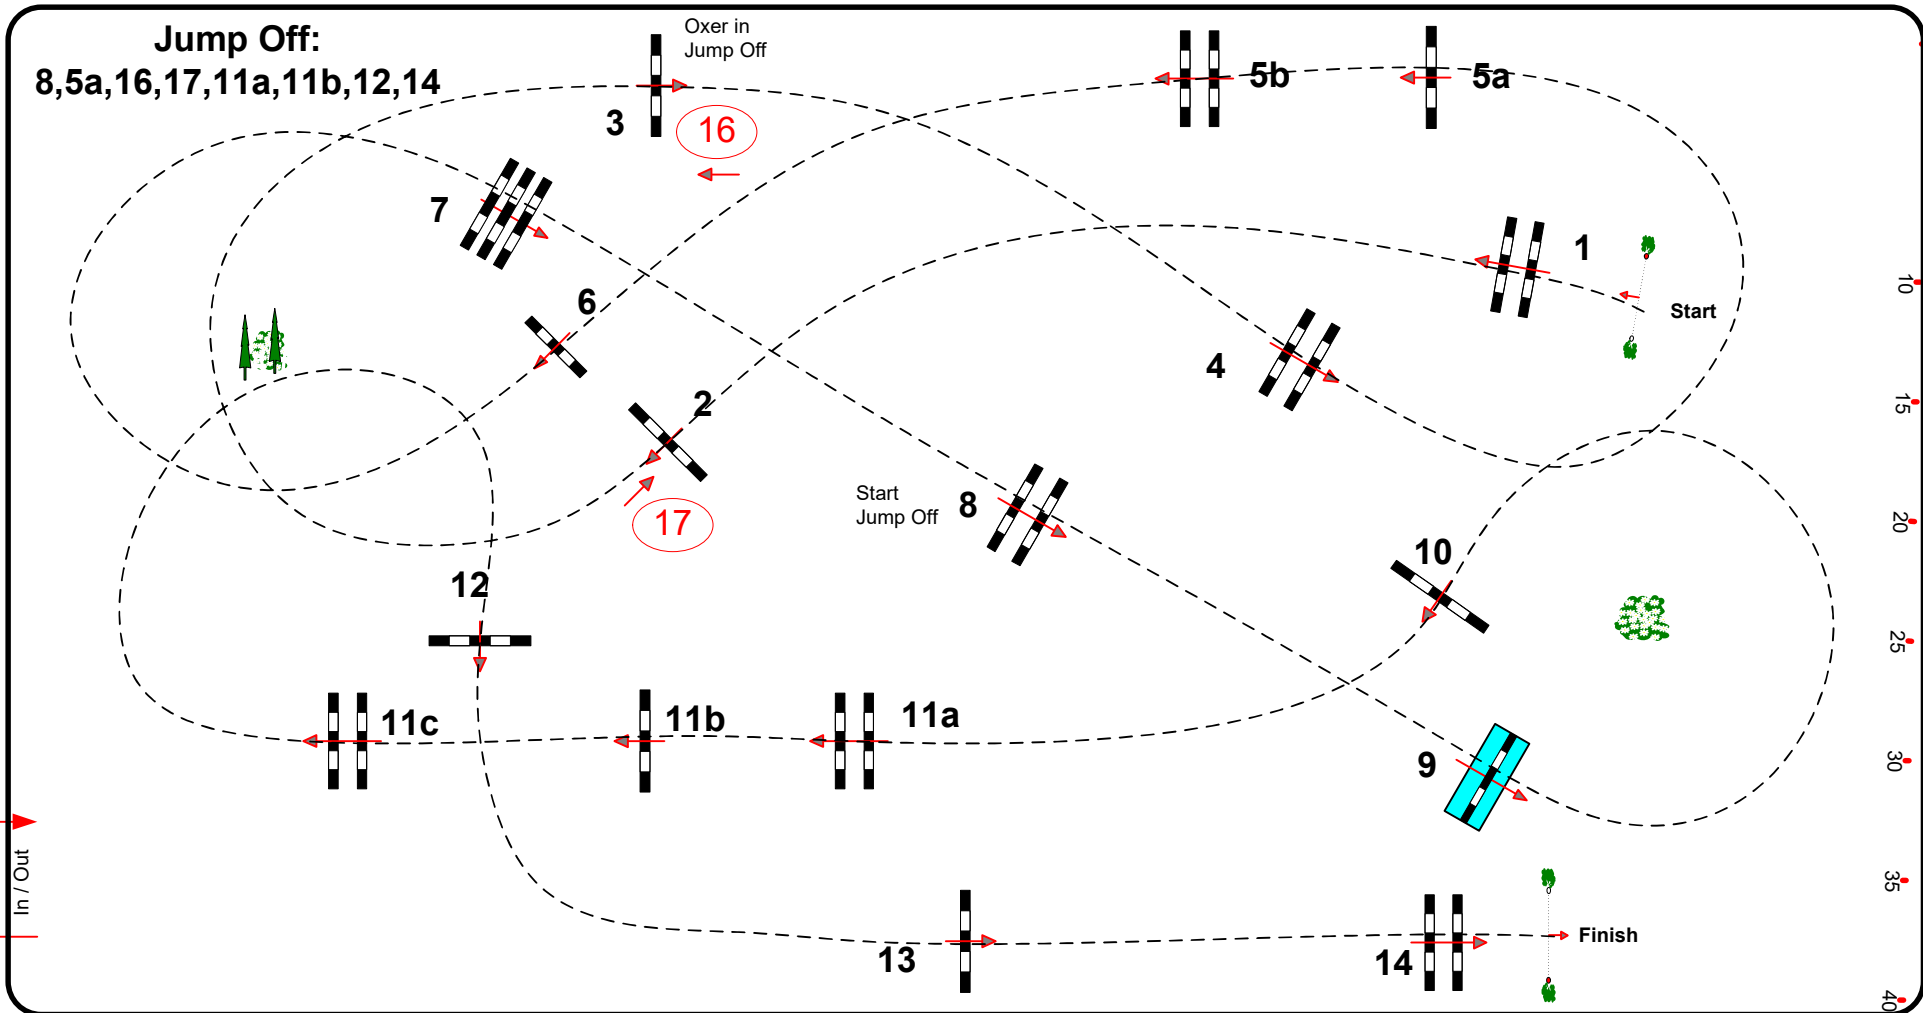 Jump Off:
8,5a,16,17,11a,11b,12,14
Oxer in
Jump Off
3
16
5b
5a
7
1
Start
6
4
2
10
15
Start
Jump Off
8
17
20
10
12
25
11c
11b
11a
9
30
In / Out
35
Finish
13
14
40